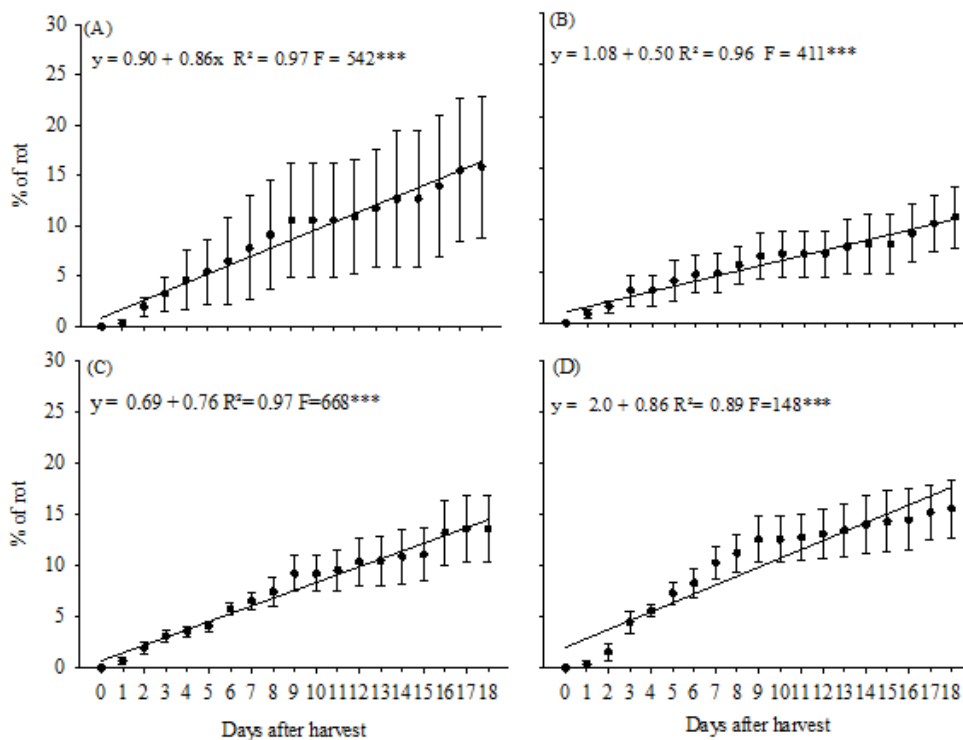 (A)
y = 0.90 + 0.86x R² = 0.97 F = 542***
30
25
20
15
10
5
0
% of rot
(B)
y = 1.08 + 0.50 R² = 0.96 F = 411***
(C)
y = 0.69 + 0.76 R²= 0.97 F=668***
30
25
20
15
10
5
0
% of rot
0 1 2 3 4 5 6 7 8 9 10 11 12 13 14 15 16 17 18
Days after harvest
(D)
y = 2.0 + 0.86 R²= 0.89 F=148***
0 1 2 3 4 5 6 7 8 9 10 11 12 13 14 15 16 17 18
Days after harvest